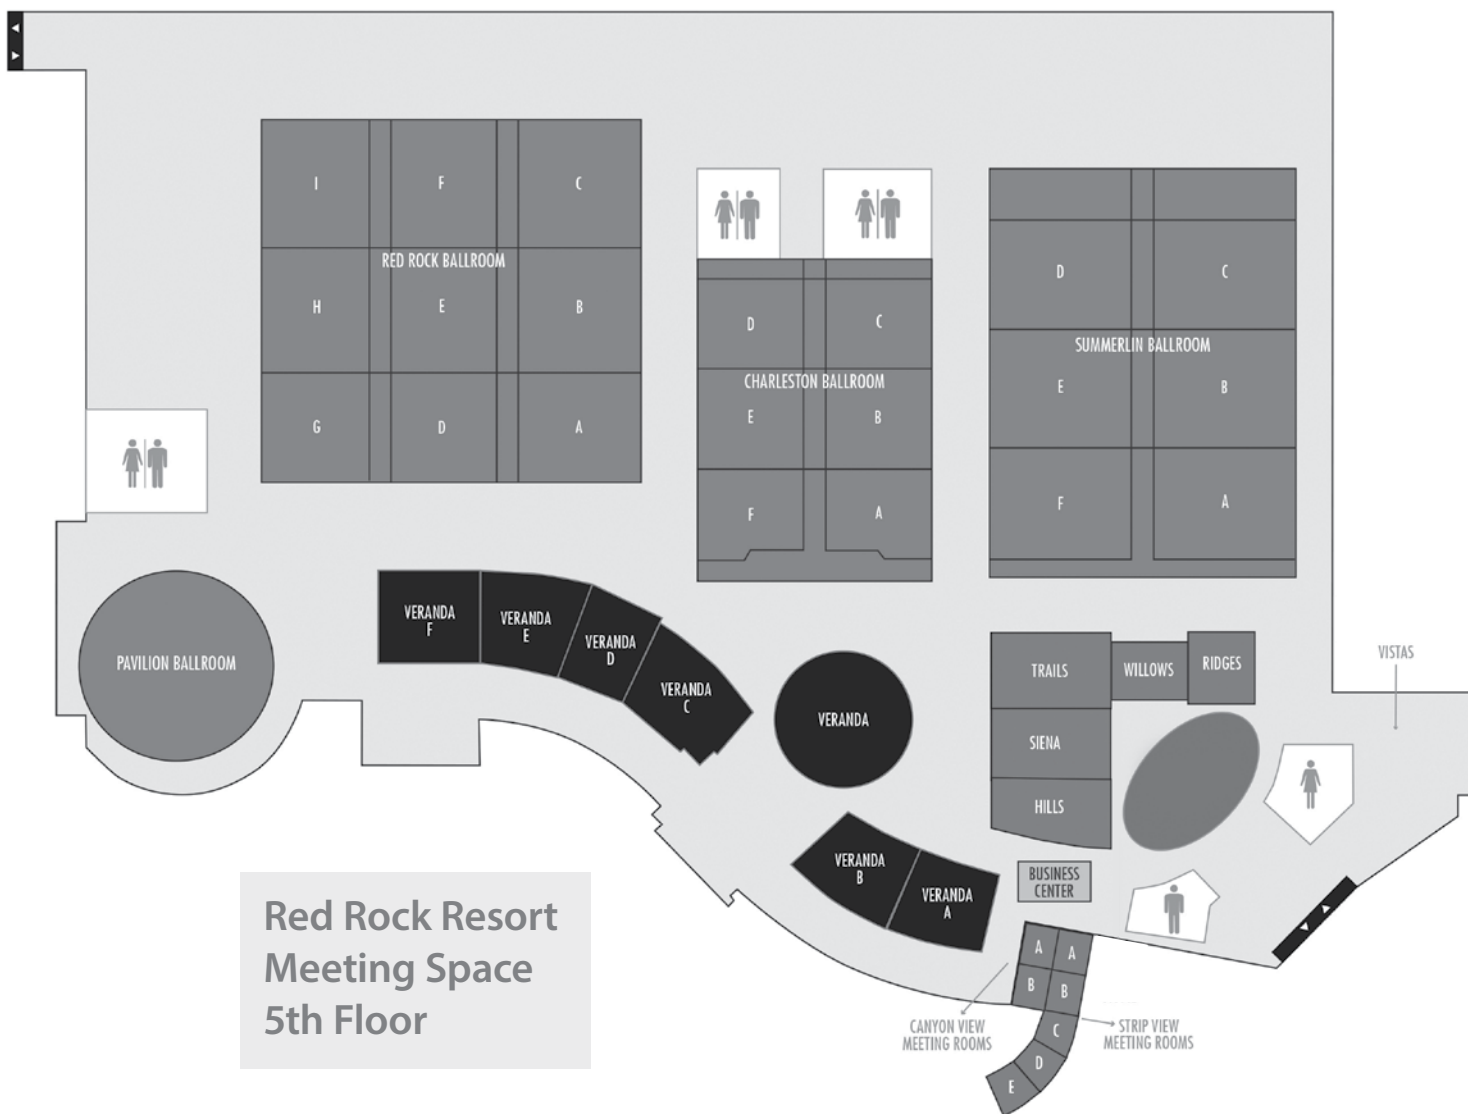 I
F
C
RED ROCK BALLROOM
H
E
B
G
D
A
D
C
CHARLESTON BALLROOM
E
B
F
A
D
C
SUMMERLIN BALLROOM
E
B
F
A
PAVILION BALLROOM
VERANDA
F
VERANDA
E
VERANDA
D
VERANDA
C
VERANDA
VERANDA
B
VERANDA
A
TRAILS
WILLOWS
RIDGES
SIENA
HILLS
VISTAS
BUSINESS
CENTER
A
A
B
B
C
D
E
CANYON VIEW
MEETING ROOMS
STRIP VIEW
MEETING ROOMS
Red Rock Resort
Meeting Space
5th Floor